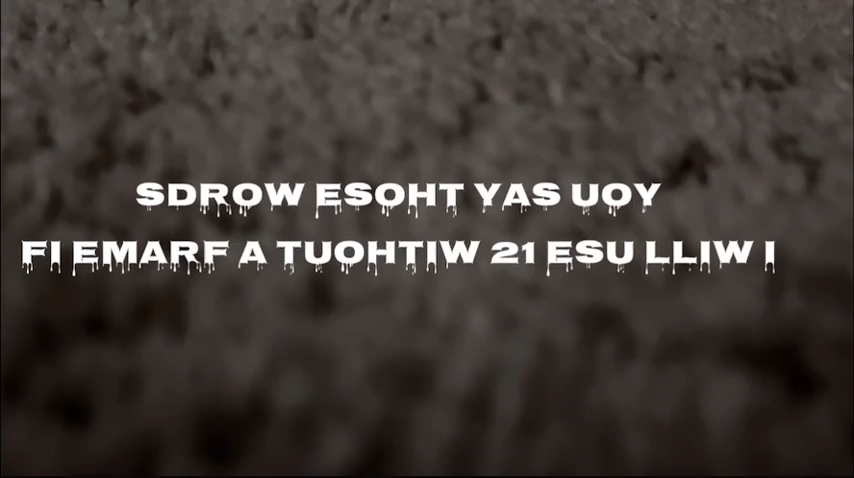 SDROW ESOHT YAS UOY
FI EMARF A TUOHTIW 21 ESU LLIW I